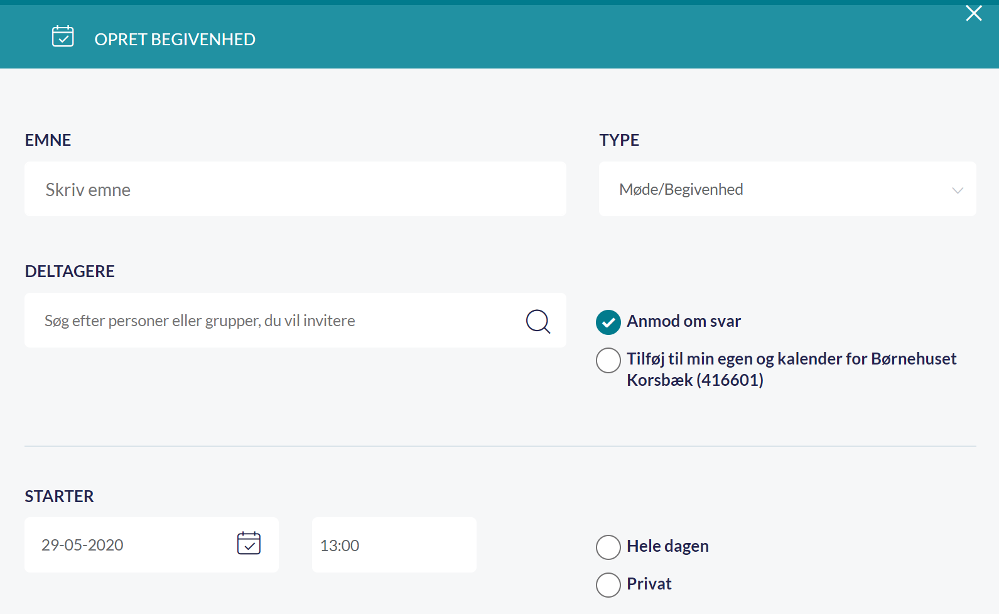 OPRET BEGIVENHED
EMNE
Skriv emne
TYPE
Møde/Begivenhed
DELTAGERE
Søg efter personer eller grupper, du vil invitere
Anmod om svar
Tilføj til min egen og kalender for Børnehuset
Korsbæk (416601)
STARTER
29-05-2020
13:00
Hele dagen
Privat